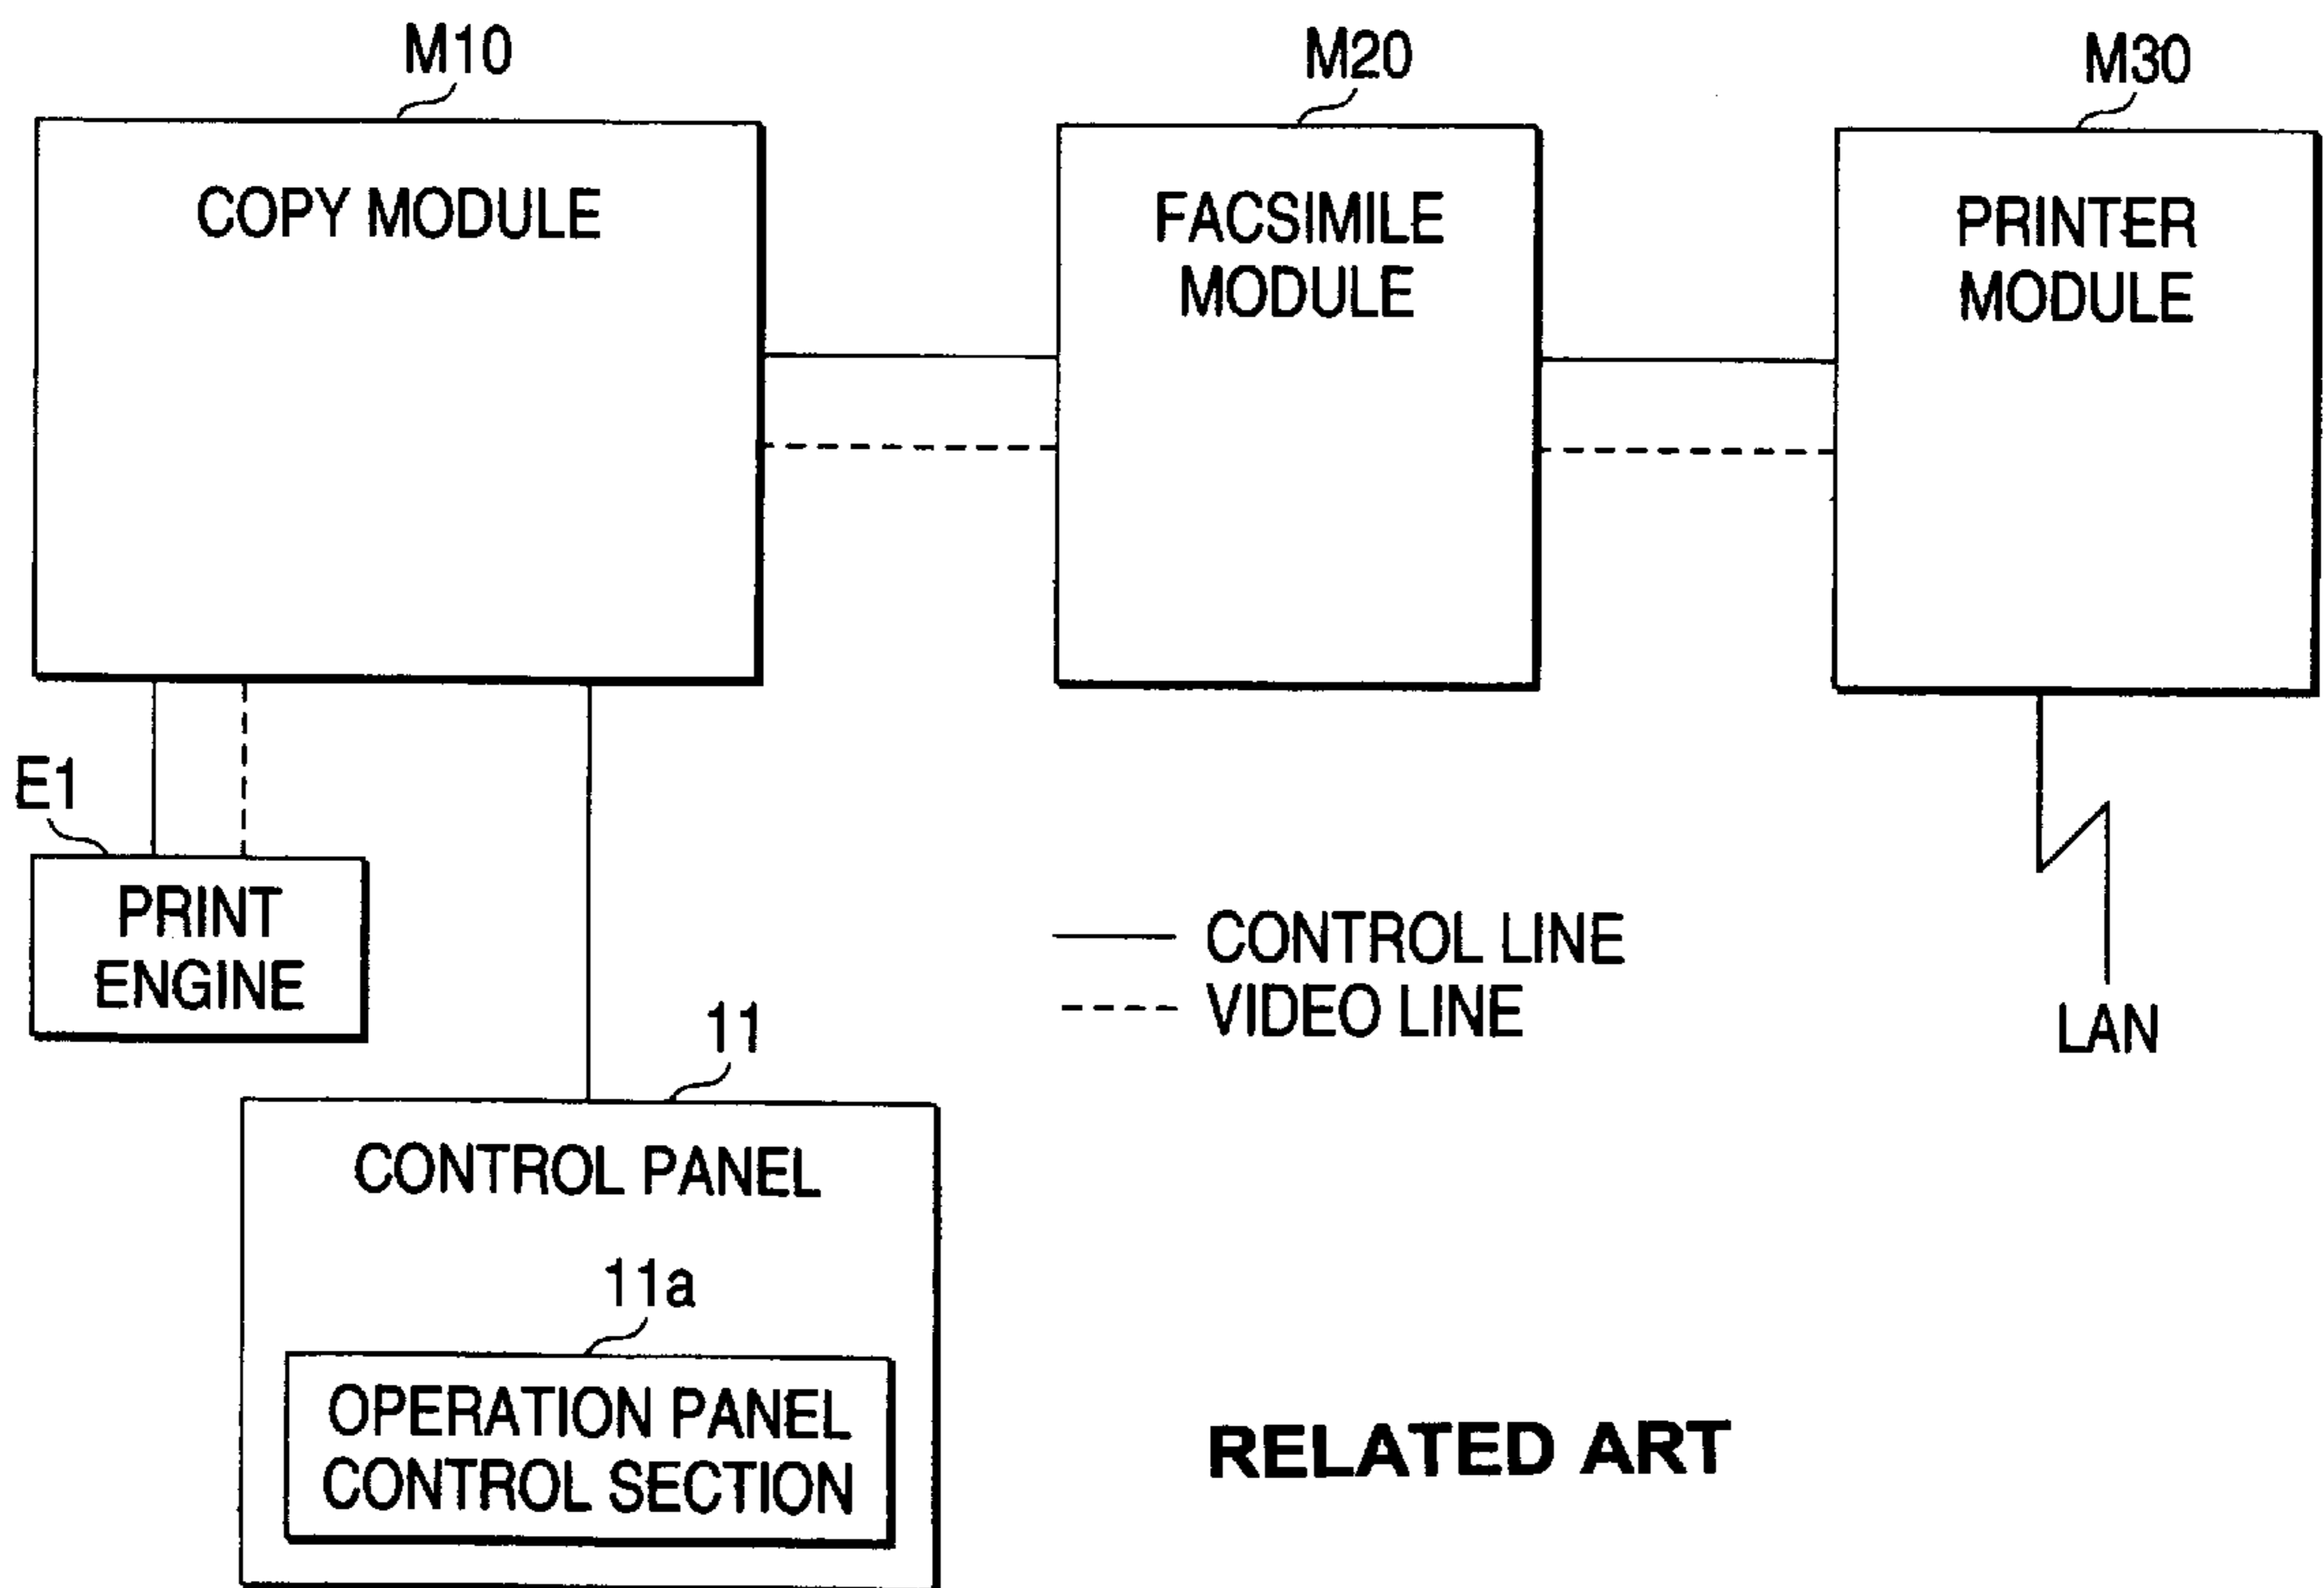 M10
M20
M30
COPY MODULE
FACSIMILE
MODULE
PRINTER
MODULE
E1
PRINT
ENGINE
CONTROL LINE
VIDEO LINE
LAN
11
CONTROL PANEL
11a
OPERATION PANEL
CONTROL SECTION
RELATED ART